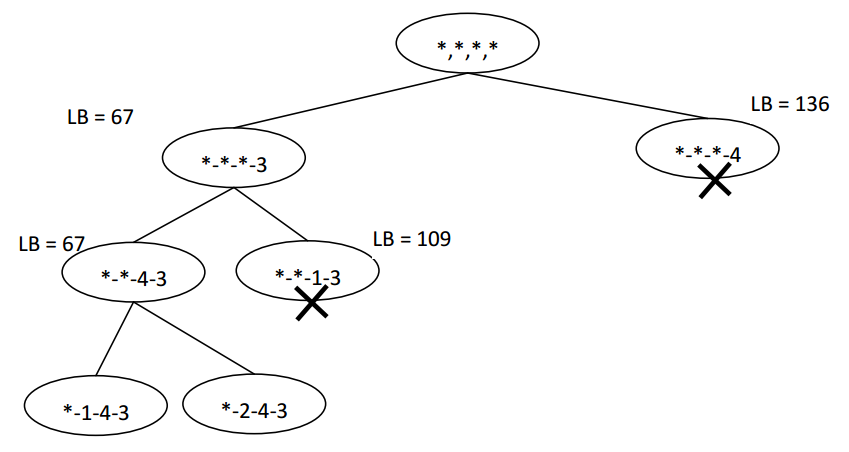 *,*,*,*
LB = 67
LB = 136
*-*-*-3
*-*-*-4
LB = 67
LB = 109
*-*-4-3
*-*-1-3
*-1-4-3
*-2-4-3